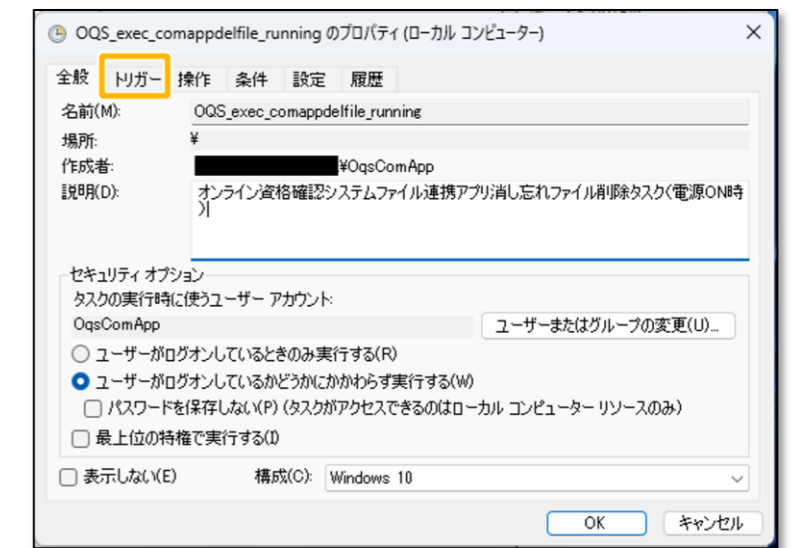 OQS_exec_comappdelfile_running のプロパティ (ローカル コンピューター)
全般 トリガー 操作 条件 設定 履歴
名前(M): OQS_exec_comappdelfile_running
場所: ¥
作成者: ¥OqsComApp
説明(D): オンライン資格確認システムファイル連携アプリ消し忘れファイル削除タスク(電源ON時
)
セキュリティ オプション
タスクの実行時に使うユーザー アカウント:
OqsComApp ユーザーまたはグループの変更(U)...
ユーザーがログオンしているときのみ実行する(R)
ユーザーがログオンしているかどうかにかかわらず実行する(W)
パスワードを保存しない(P) (タスクがアクセスできるのはローカル コンピューター リソースのみ)
最上位の特権で実行する(I)
表示しない(E) 構成(C): Windows 10
OK キャンセル